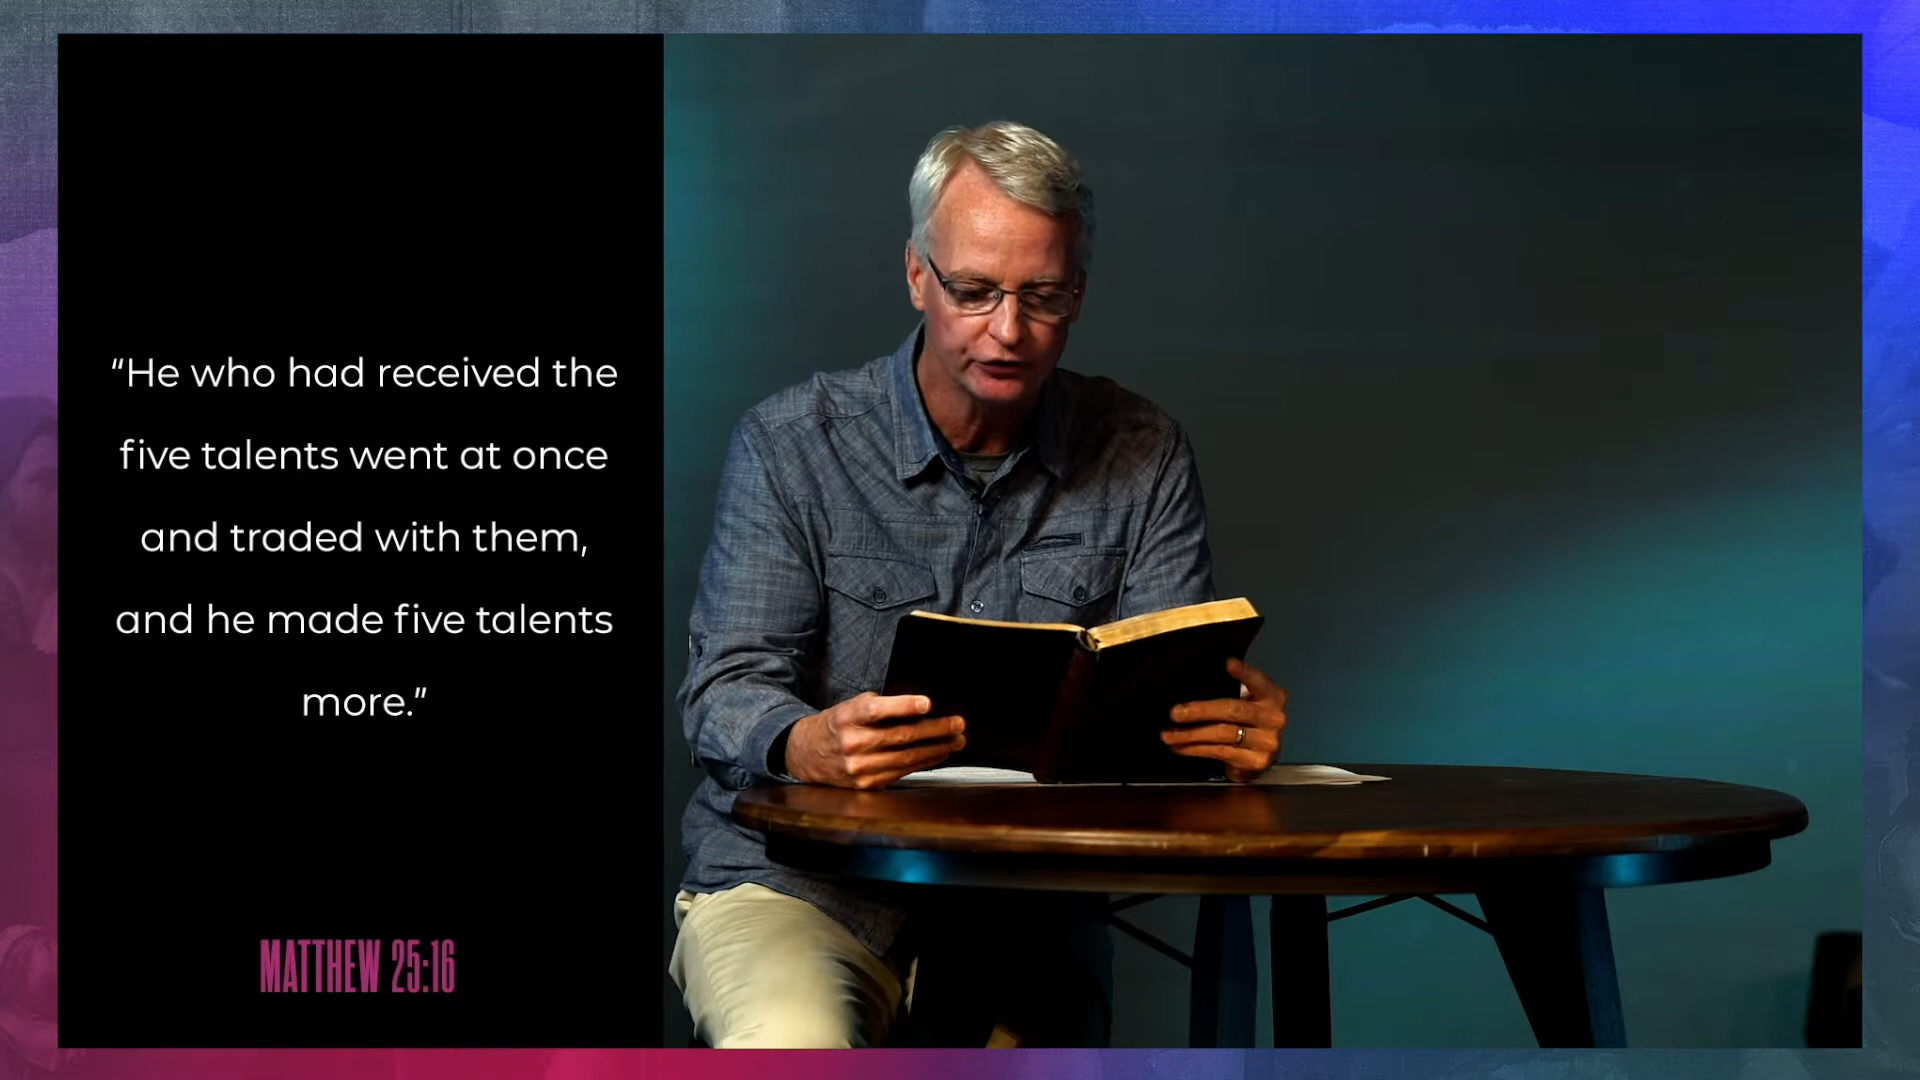 “He who had received the
five talents went at once
and traded with them,
and he made five talents
more.”
MATTHEW 25:16